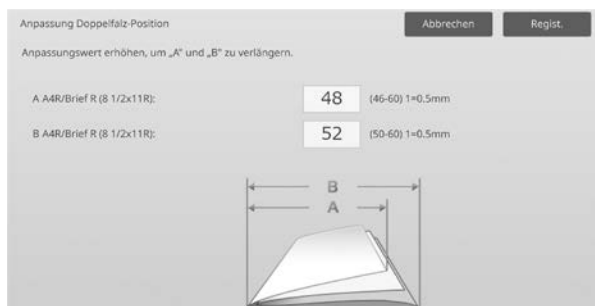 Anpassung Doppelfalz-Position Abbrechen Regist.
Anpassungswert erhöhen, um „A" und „B" zu verlängern.
A A4R/Brief R (8 1/2x11R): 48 (46-60) 1=0.5mm
B A4R/Brief R (8 1/2x11R): 52 (50-60) 1=0.5mm
B
A